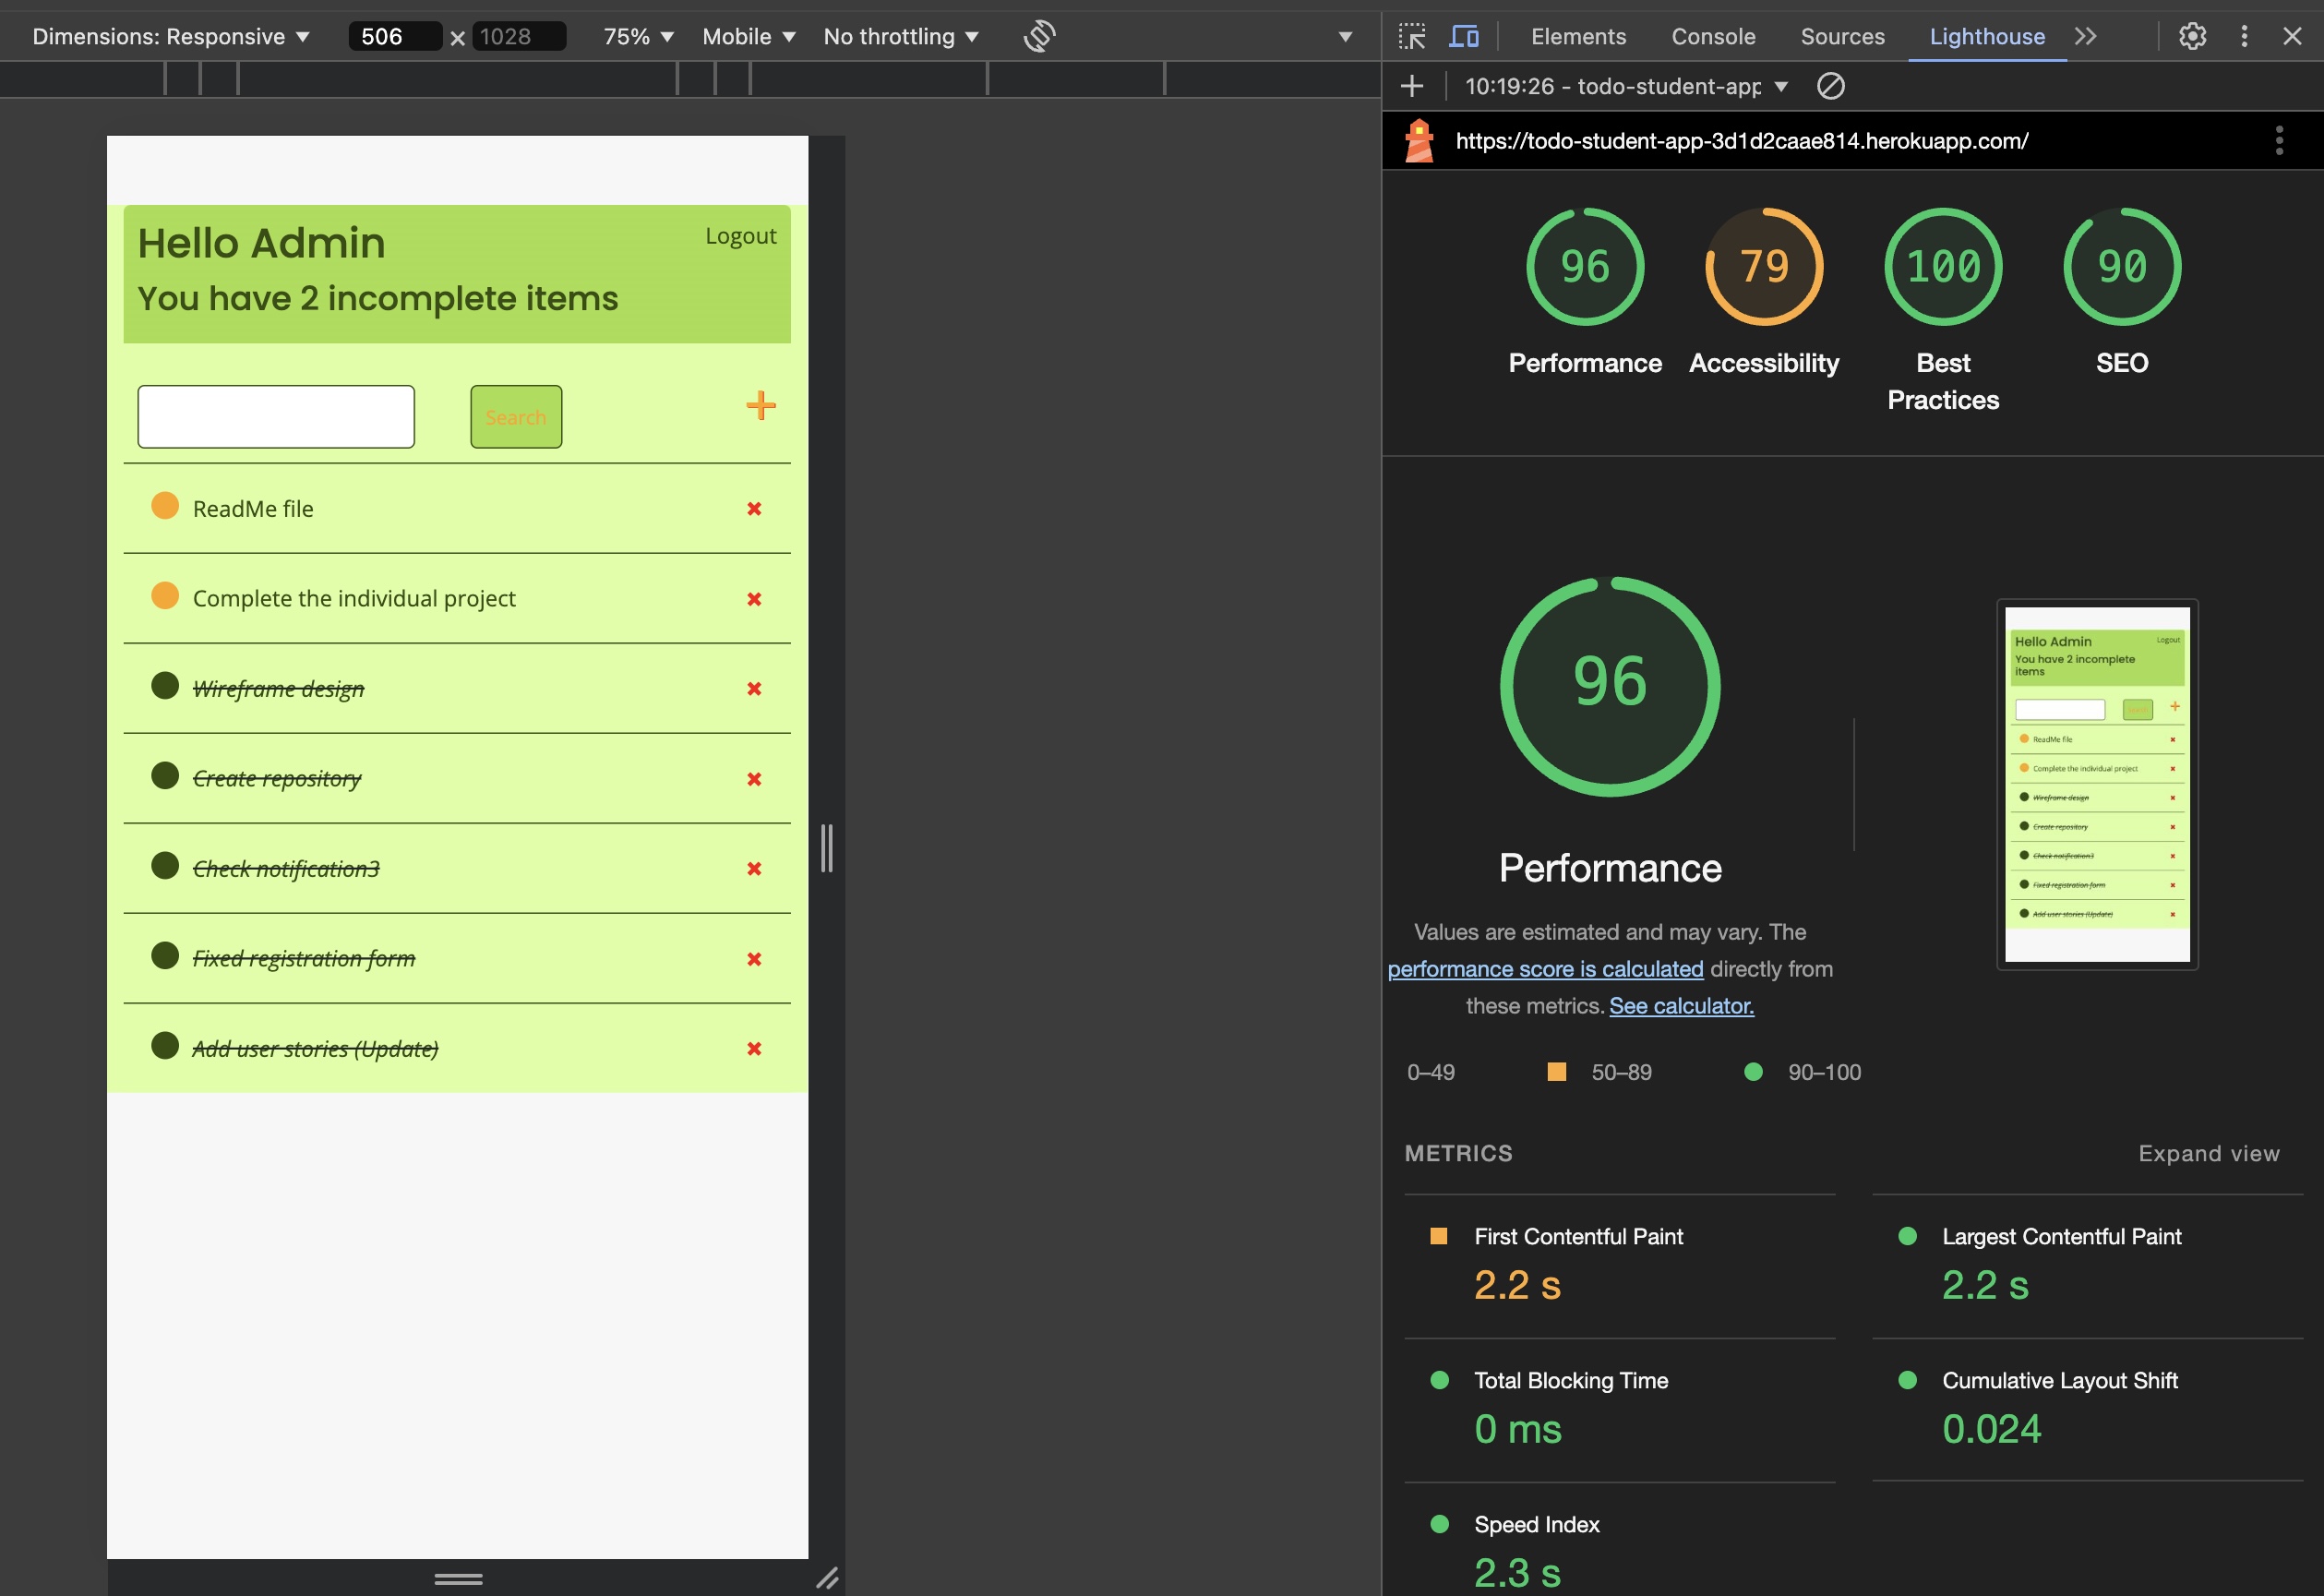 Dimensions: Responsive ▼ 506 × 1028 75% ▼ Mobile ▼ No throttling ▼
Hello Admin
Logout
You have 2 incomplete items
Search
ReadMe file
Complete the individual project
Wireframe design
Create repository
Check notification3
Fixed registration form
Add user stories (Update)
Elements Console Sources Lighthouse
10:19:26 - todo-student-app
https://todo-student-app-3d1d2caae814.herokuapp.com/
96 79 100 90
Performance Accessibility Best SEO
Practices
96
Performance
Values are estimated and may vary. The
performance score is calculated directly from
these metrics. See calculator.
Hello Admin
Logout
You have 2 incomplete
items
ReadMe file
Complete the individual project
Wireframe design
Create repository
Check notification3
Fixed registration form
Add user stories (Update)
0–49 50–89 90–100
METRICS Expand view
First Contentful Paint
2.2 s
Largest Contentful Paint
2.2 s
Total Blocking Time
0 ms
Cumulative Layout Shift
0.024
Speed Index
2.3 s